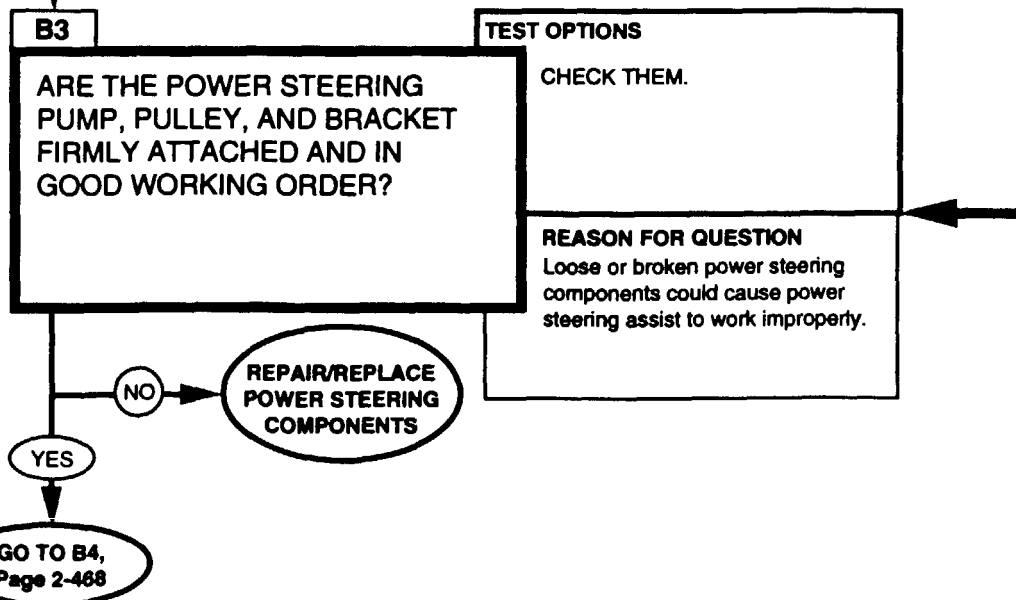 B3
ARE THE POWER STEERING
PUMP, PULLEY, AND BRACKET
FIRMLY ATTACHED AND IN
GOOD WORKING ORDER?
TEST OPTIONS
CHECK THEM.
REASON FOR QUESTION
Loose or broken power steering
components could cause power
steering assist to work improperly.
NO
REPAIR/REPLACE
POWER STEERING
COMPONENTS
YES
GO TO B4,
Page 2-468